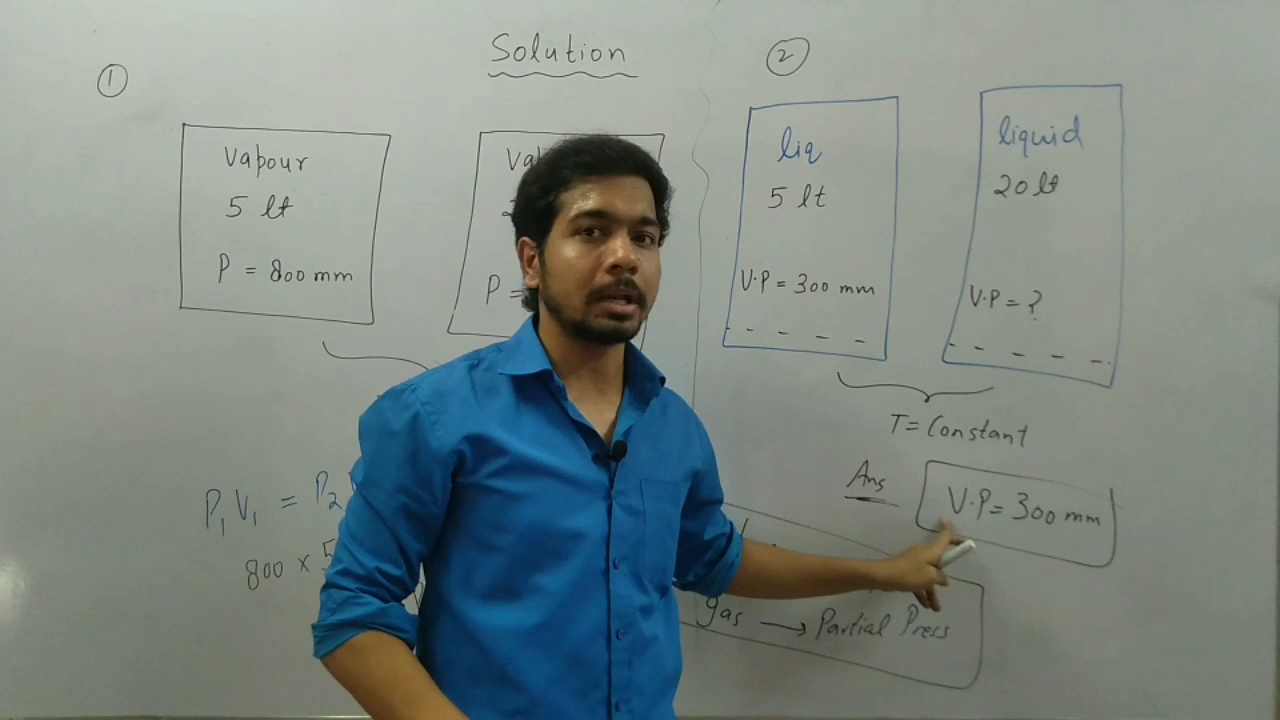 Solution
①
Vapour
5 lt
P = 800 mm
P =
P₁V₁ = P₂
800 × 5
②
liq
5 lt
V.P = 300 mm
liquid
20 lt
V.P = ?
T = Constant
Ans
V.P = 300 mm
gas → Partial Press